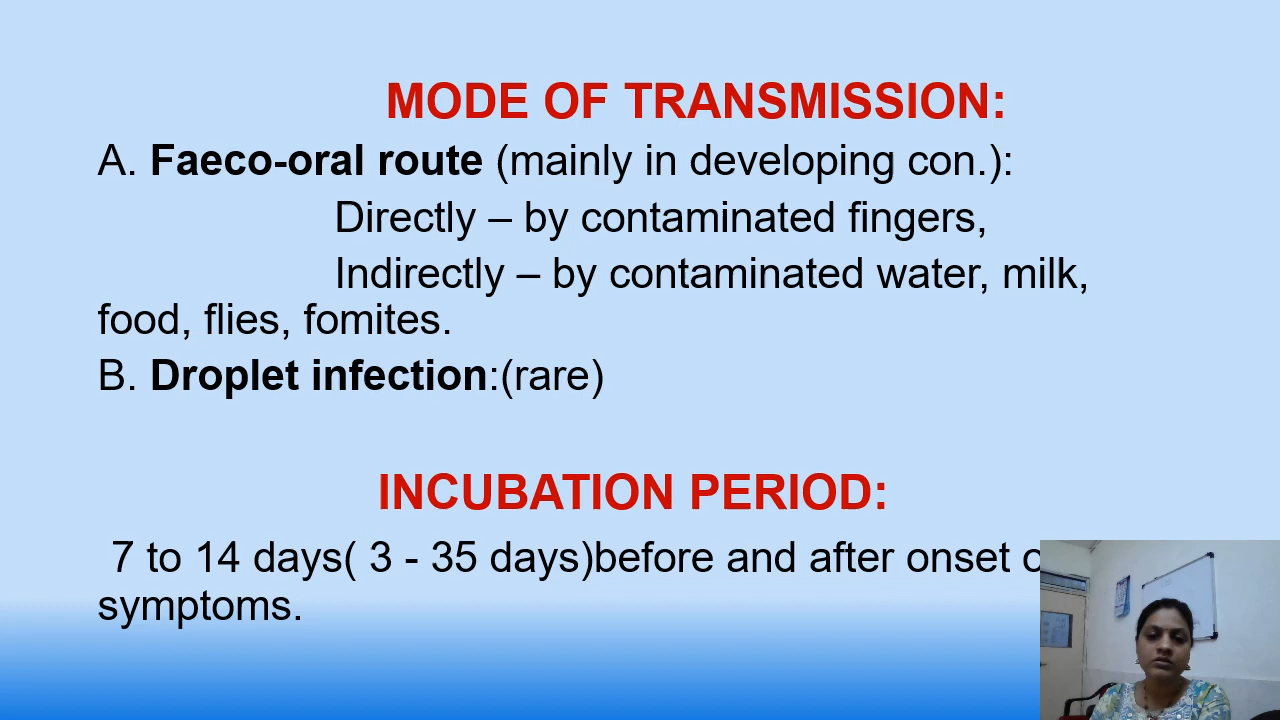 MODE OF TRANSMISSION:
A. Faeco-oral route (mainly in developing con.):
Directly – by contaminated fingers,
Indirectly – by contaminated water, milk,
food, flies, fomites.
B. Droplet infection:(rare)
INCUBATION PERIOD:
7 to 14 days( 3 - 35 days)before and after onset
symptoms.